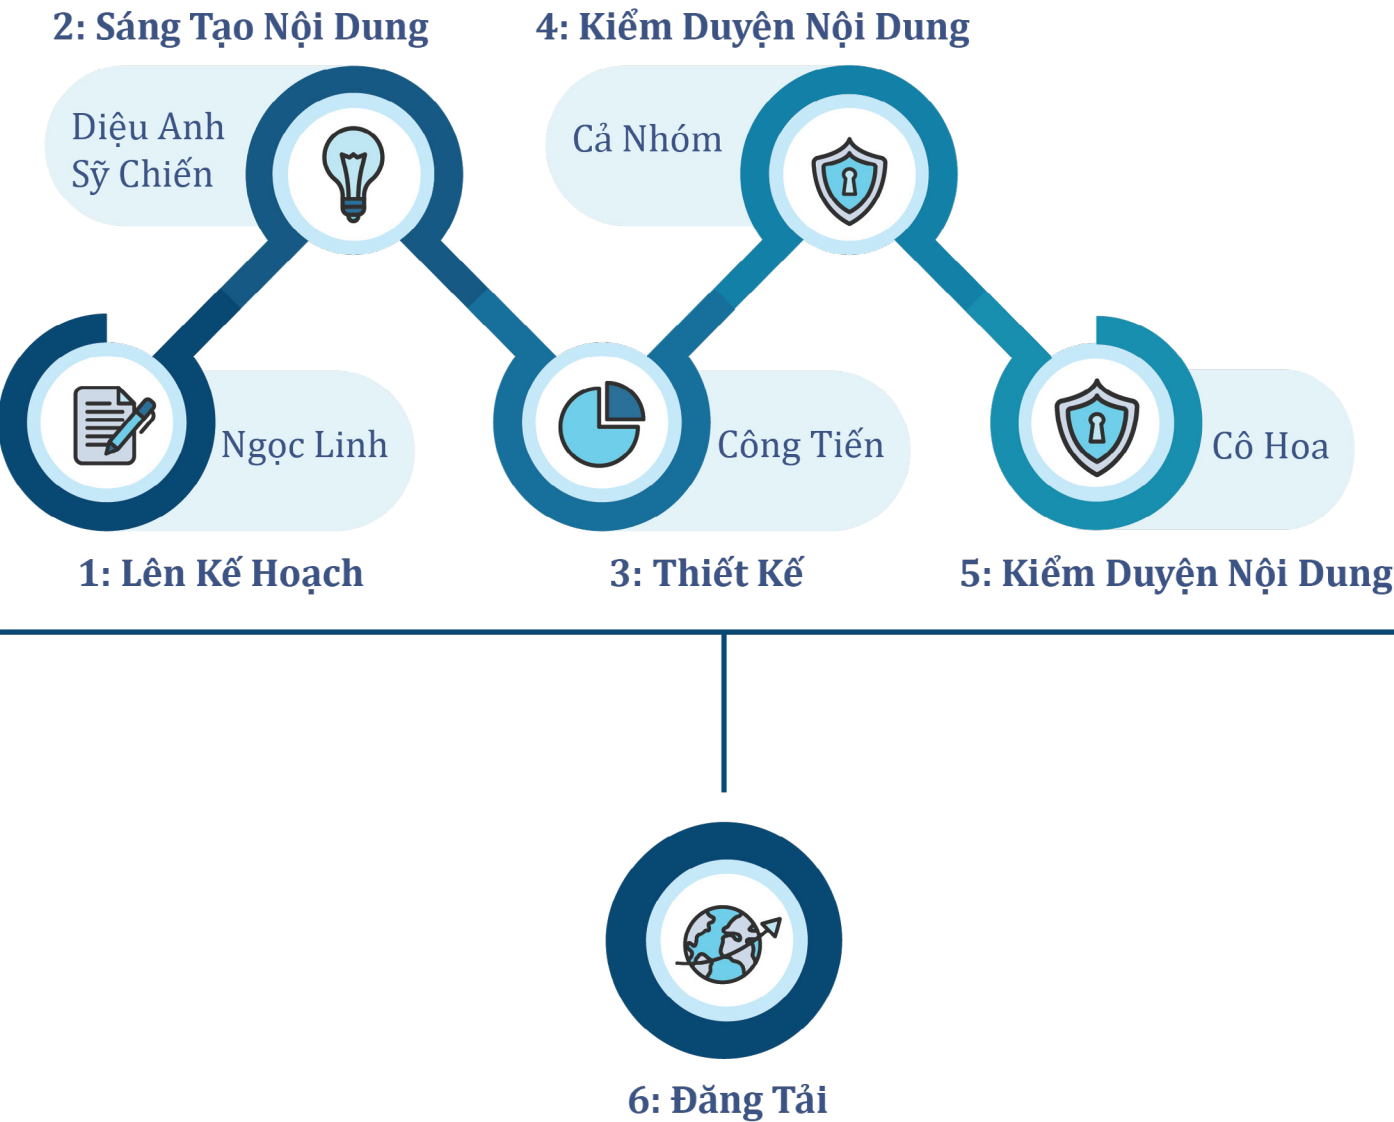 2: Sáng Tạo Nội Dung
4: Kiểm Duyện Nội Dung
Diệu Anh
Sỹ Chiến
Cả Nhóm
Ngọc Linh
Công Tiến
Cô Hoa
1: Lên Kế Hoạch
3: Thiết Kế
5: Kiểm Duyện Nội Dung
6: Đăng Tải